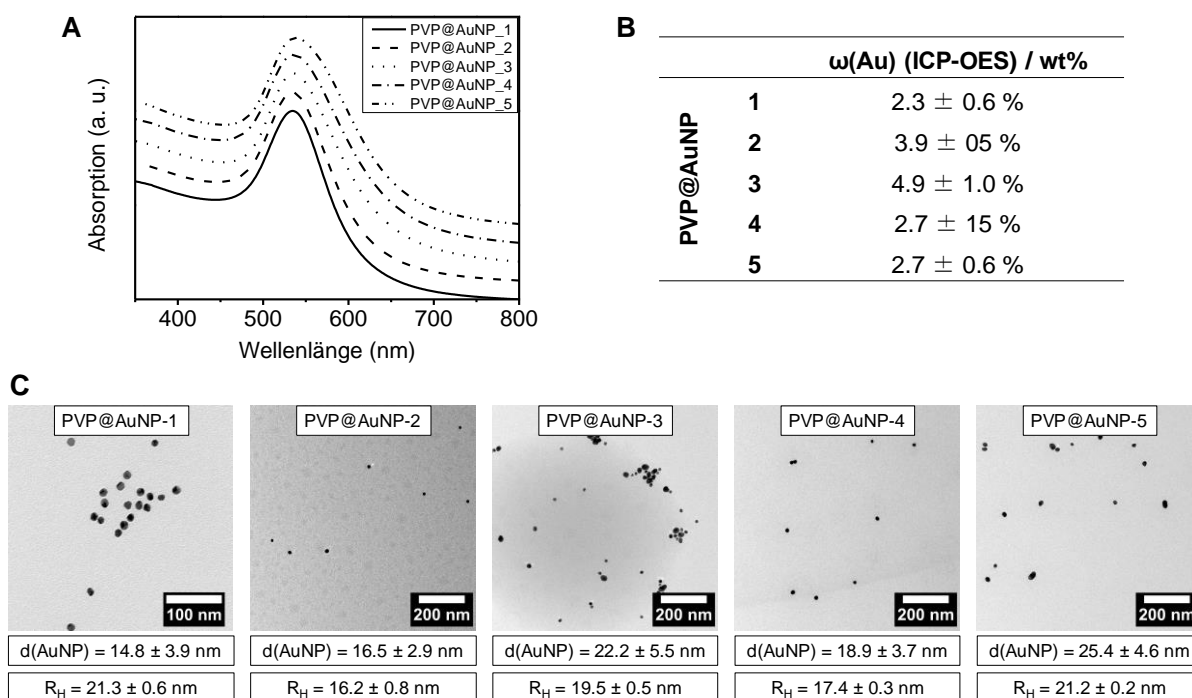 A
PVP@AuNP_1
PVP@AuNP_2
PVP@AuNP_3
PVP@AuNP_4
PVP@AuNP_5
Absorption (a. u.)
400 500 600 700 800
Wellenlänge (nm)
B
ω(Au) (ICP-OES) / wt%
PVP@AuNP
1 2.3 ± 0.6 %
2 3.9 ± 05 %
3 4.9 ± 1.0 %
4 2.7 ± 15 %
5 2.7 ± 0.6 %
C
PVP@AuNP-1 PVP@AuNP-2 PVP@AuNP-3 PVP@AuNP-4 PVP@AuNP-5
100 nm 200 nm 200 nm 200 nm 200 nm
d(AuNP) = 14.8 ± 3.9 nm d(AuNP) = 16.5 ± 2.9 nm d(AuNP) = 22.2 ± 5.5 nm d(AuNP) = 18.9 ± 3.7 nm d(AuNP) = 25.4 ± 4.6 nm
R_H = 21.3 ± 0.6 nm R_H = 16.2 ± 0.8 nm R_H = 19.5 ± 0.5 nm R_H = 17.4 ± 0.3 nm R_H = 21.2 ± 0.2 nm